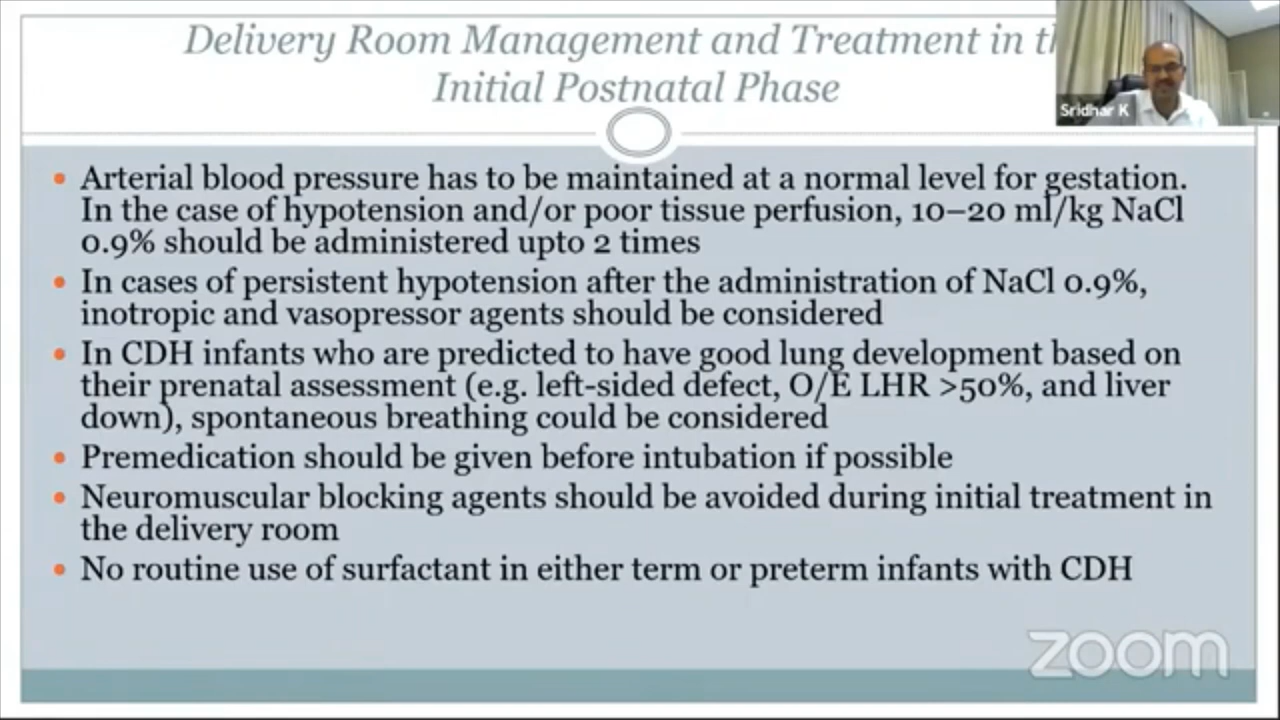 Delivery Room Management and Treatment in
Initial Postnatal Phase
Sridhar K
• Arterial blood pressure has to be maintained at a normal level for gestation.
In the case of hypotension and/or poor tissue perfusion, 10–20 ml/kg NaCl
0.9% should be administered upto 2 times
• In cases of persistent hypotension after the administration of NaCl 0.9%,
inotropic and vasopressor agents should be considered
• In CDH infants who are predicted to have good lung development based on
their prenatal assessment (e.g. left-sided defect, O/E LHR >50%, and liver
down), spontaneous breathing could be considered
• Premedication should be given before intubation if possible
• Neuromuscular blocking agents should be avoided during initial treatment in
the delivery room
• No routine use of surfactant in either term or preterm infants with CDH
zoom